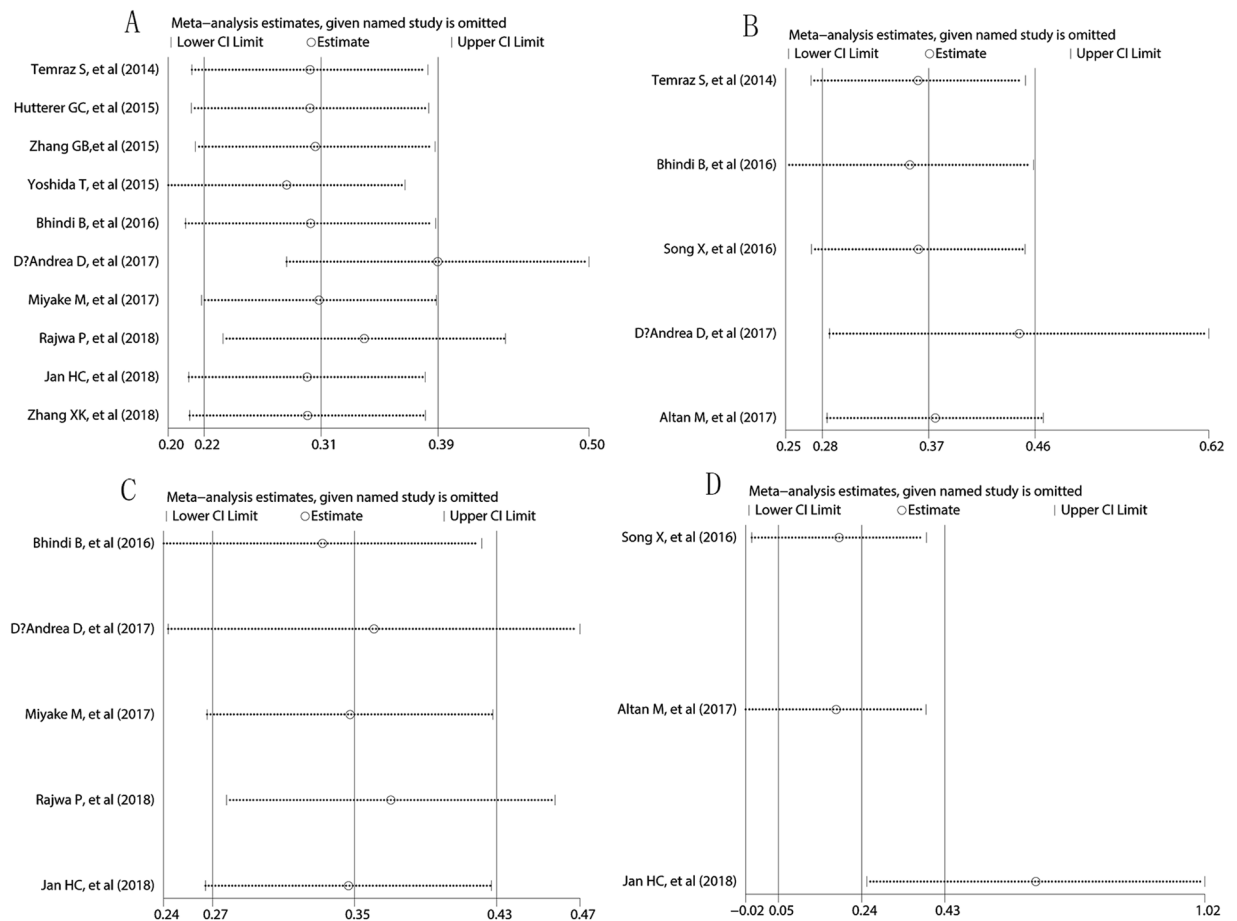 A
Meta−analysis estimates, given named study is omitted
Lower CI Limit Estimate Upper CI Limit
Temraz S, et al (2014)
Hutterer GC, et al (2015)
Zhang GB,et al (2015)
Yoshida T, et al (2015)
Bhindi B, et al (2016)
D?Andrea D, et al (2017)
Miyake M, et al (2017)
Rajwa P, et al (2018)
Jan HC, et al (2018)
Zhang XK, et al (2018)
0.20 0.22 0.31 0.39 0.50
B
Meta−analysis estimates, given named study is omitted
Lower CI Limit Estimate Upper CI Limit
Temraz S, et al (2014)
Bhindi B, et al (2016)
Song X, et al (2016)
D?Andrea D, et al (2017)
Altan M, et al (2017)
0.25 0.28 0.37 0.46 0.62
C
Meta−analysis estimates, given named study is omitted
Lower CI Limit Estimate Upper CI Limit
Bhindi B, et al (2016)
D?Andrea D, et al (2017)
Miyake M, et al (2017)
Rajwa P, et al (2018)
Jan HC, et al (2018)
0.24 0.27 0.35 0.43 0.47
D
Meta−analysis estimates, given named study is omitted
Lower CI Limit Estimate Upper CI Limit
Song X, et al (2016)
Altan M, et al (2017)
Jan HC, et al (2018)
−0.02 0.05 0.24 0.43 1.02